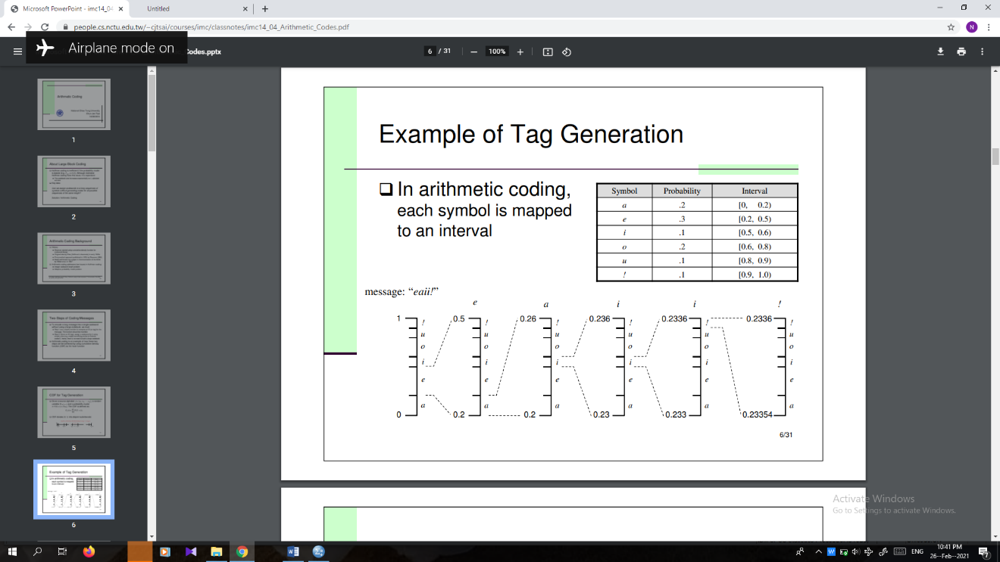 Microsoft PowerPoint - imc14_04
Untitled
people.cs.nctu.edu.tw/~cjtsai/courses/imc/classnotes/imc14_04_Arithmetic_Codes.pdf
N
Airplane mode on
Codes.pptx
6 / 31
100%
Arithmetic Coding
1
About Large Block Coding
2
Arithmetic Coding Background
3
Two Steps of Coding Messages
4
CDF for Tag Generation
5
Example of Tag Generation
6
Example of Tag Generation
In arithmetic coding,
each symbol is mapped
to an interval
Symbol Probability Interval
a .2 [0, 0.2)
e .3 [0.2, 0.5)
i .1 [0.5, 0.6)
o .2 [0.6, 0.8)
u .1 [0.8, 0.9)
! .1 [0.9, 1.0)
message: “eaii!”
e a i i !
1 0.5 0.26 0.236 0.2336 0.2336
! ! ! ! ! !
u u u u u u
o o o o o o
i i i i i i
e e e e e e
a a a a a a
0 0.2 0.2 0.23 0.233 0.23354
6/31
Activate Windows
Go to Settings to activate Windows.
ENG
10:41 PM
26--Feb--2021
7